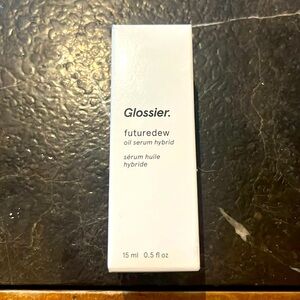 Glossier.
futuredew
oil serum hybrid
sérum huile
hybride
15 ml 0.5 fl oz